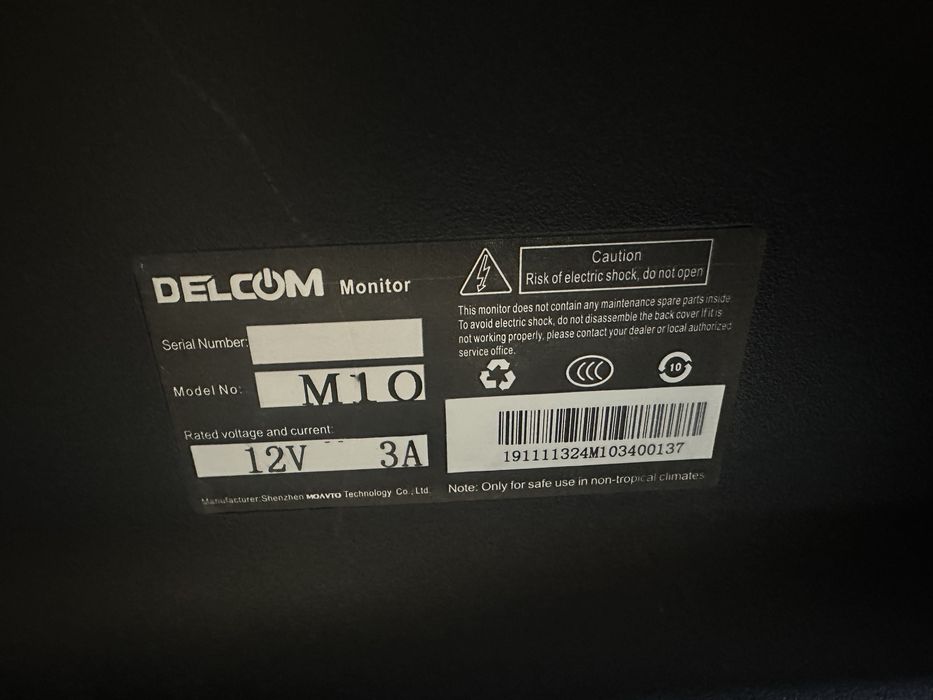 DELCOM Monitor
Serial Number:
Model No: M10
Rated voltage and current:
12V 3A
Manufacturer:Shenzhen MOAVTO Technology Co., Ltd.
Caution
Risk of electric shock, do not open
This monitor does not contain any maintenance spare parts inside.
To avoid electric shock, do not disassemble the back cover If it is
not working properly, please contact your dealer or local authorized
service office.
CCC
10
191111324M103400137
Note: Only for safe use in non-tropical climates